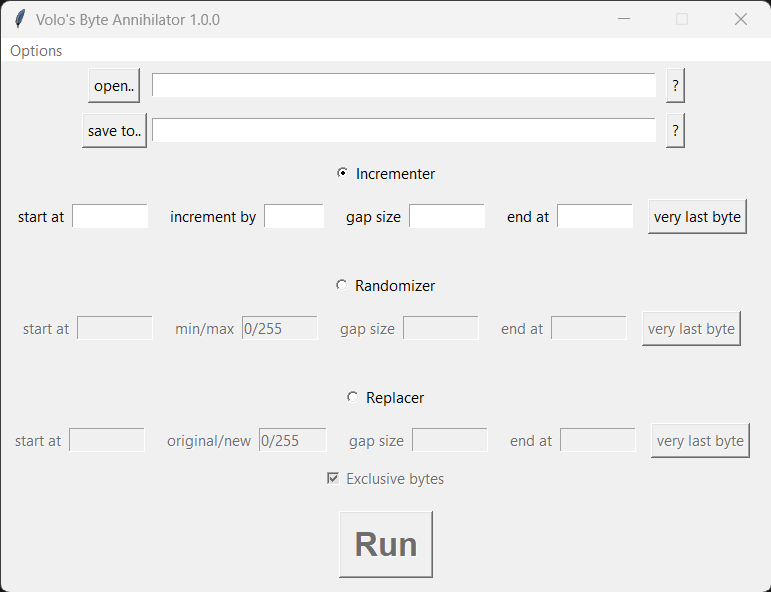 Volo's Byte Annihilator 1.0.0
Options
open.. ?
save to.. ?
Incrementer
start at increment by gap size end at very last byte
Randomizer
start at min/max 0/255 gap size end at very last byte
Replacer
start at original/new 0/255 gap size end at very last byte
Exclusive bytes
Run